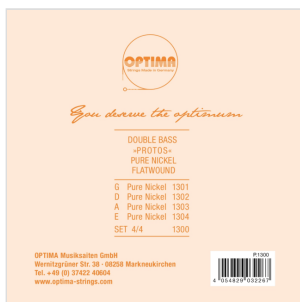 OPTIMA
Strings Made in Germany
You deserve the optimum
DOUBLE BASS
»PROTOS«
PURE NICKEL
FLATWOUND
G Pure Nickel 1301
D Pure Nickel 1302
A Pure Nickel 1303
E Pure Nickel 1304
SET 4/4 1300
OPTIMA Musiksaiten GmbH
Wernitzgrüner Str. 38 · 08258 Markneukirchen
Tel. +49 (0) 37422 40604
www.optima-strings.com
P.1300
4 054829 032267